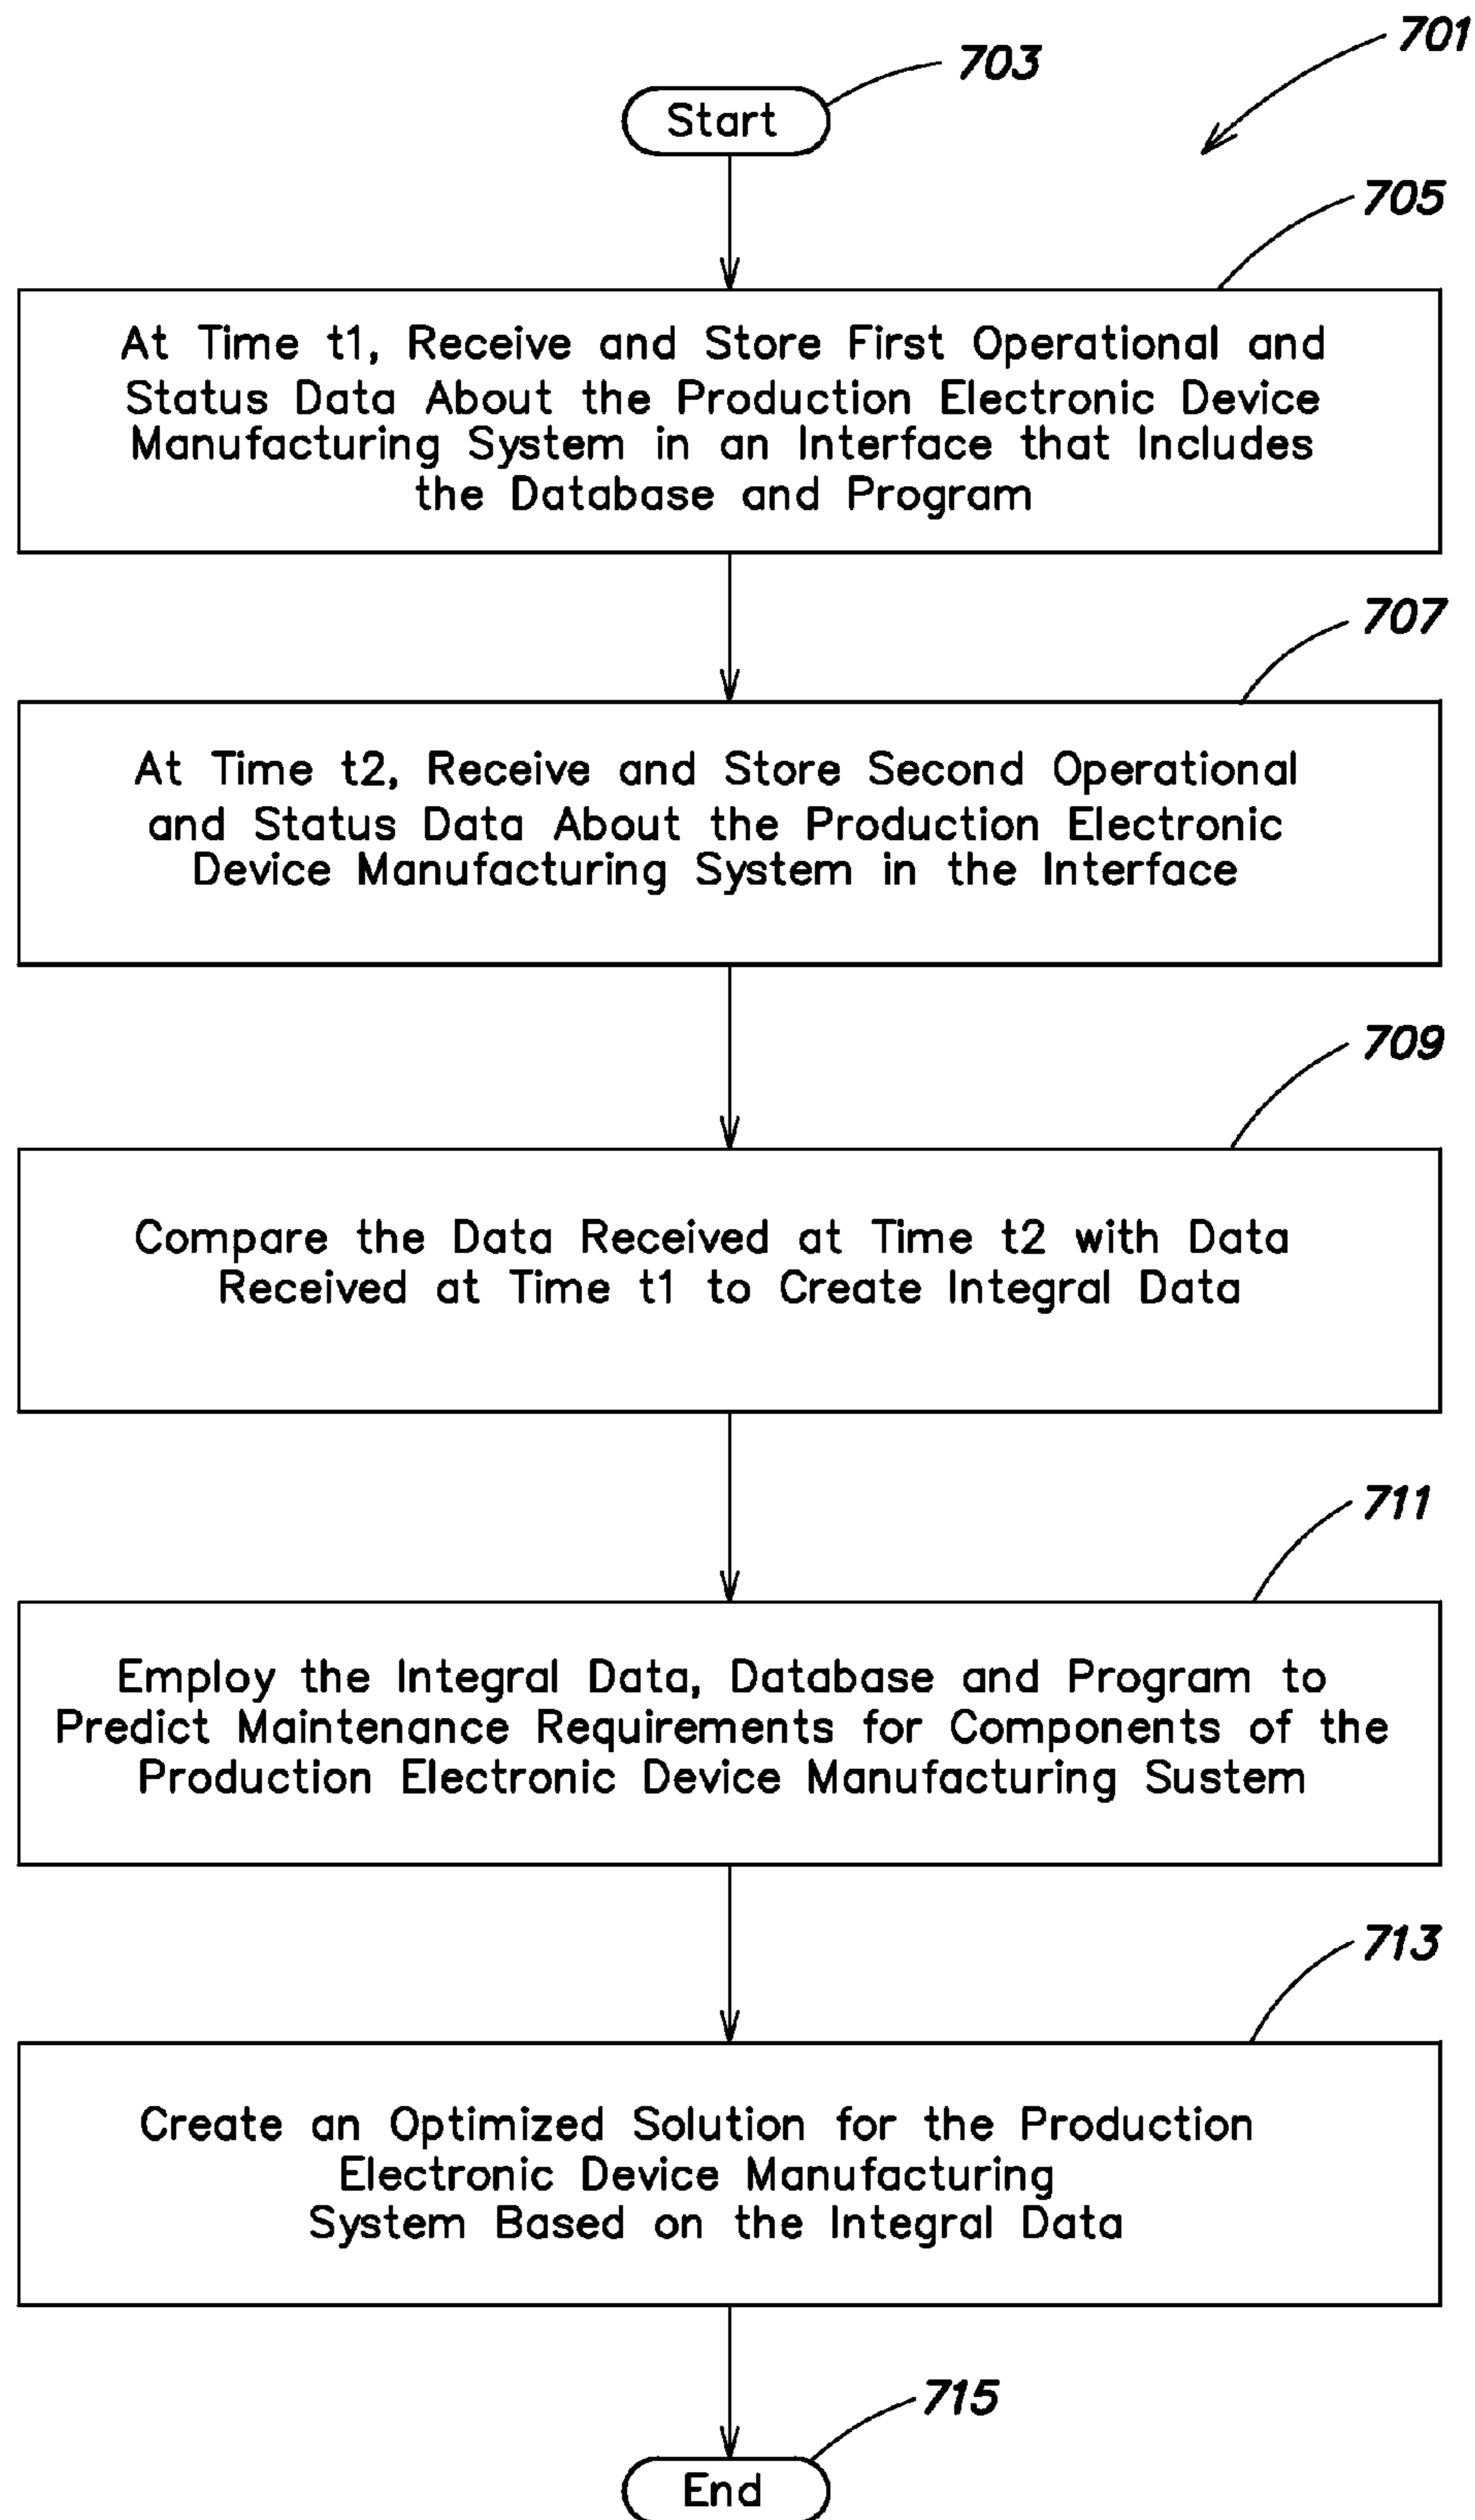 701
703
Start
705
At Time t1, Receive and Store First Operational and
Status Data About the Production Electronic Device
Manufacturing System in an Interface that Includes
the Database and Program
707
At Time t2, Receive and Store Second Operational
and Status Data About the Production Electronic
Device Manufacturing System in the Interface
709
Compare the Data Received at Time t2 with Data
Received at Time t1 to Create Integral Data
711
Employ the Integral Data, Database and Program to
Predict Maintenance Requirements for Components of the
Production Electronic Device Manufacturing Sustem
713
Create an Optimized Solution for the Production
Electronic Device Manufacturing
System Based on the Integral Data
715
End